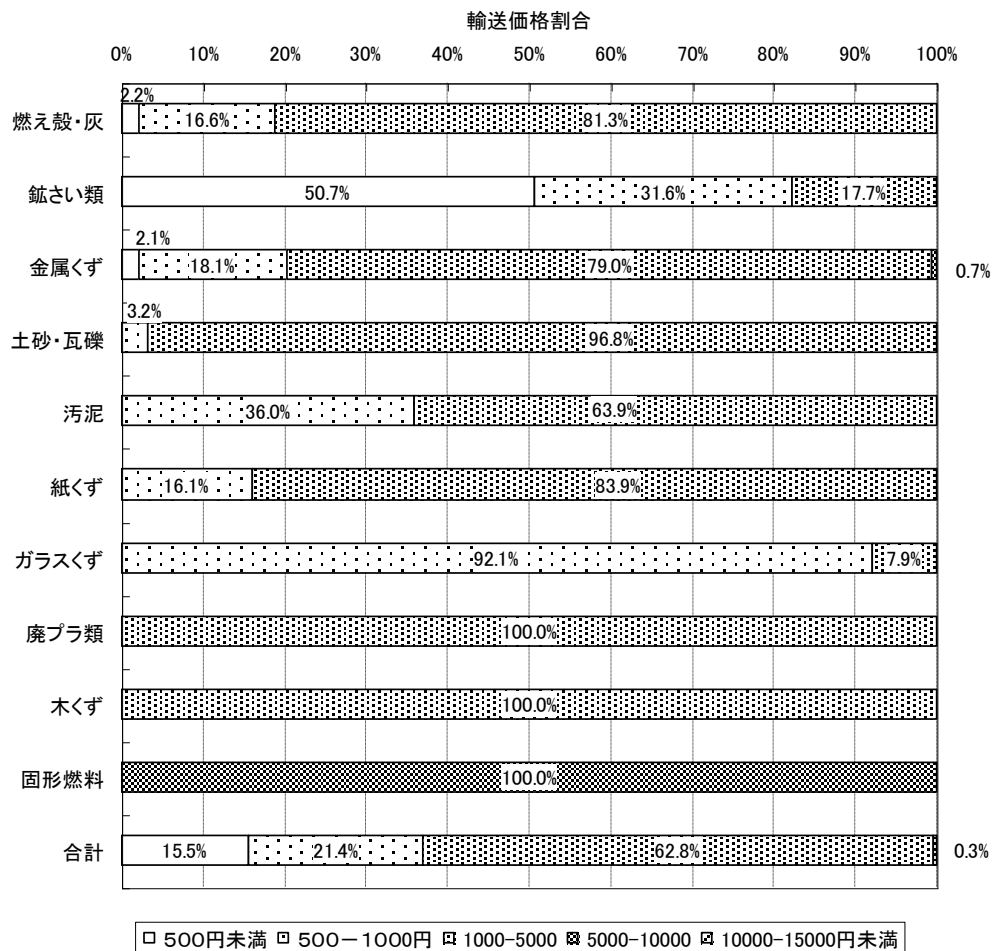 輸送価格割合
0% 10% 20% 30% 40% 50% 60% 70% 80% 90% 100%
2.2%
燃え殻・灰 16.6% 81.3%
鉱さい類 50.7% 31.6% 17.7%
2.1%
金属くず 18.1% 79.0% 0.7%
3.2%
土砂・瓦礫 96.8%
汚泥 36.0% 63.9%
紙くず 16.1% 83.9%
ガラスくず 92.1% 7.9%
廃プラ類 100.0%
木くず 100.0%
固形燃料 100.0%
合計 15.5% 21.4% 62.8% 0.3%
500円未満 500－1000円 1000-5000 5000-10000 10000-15000円未満